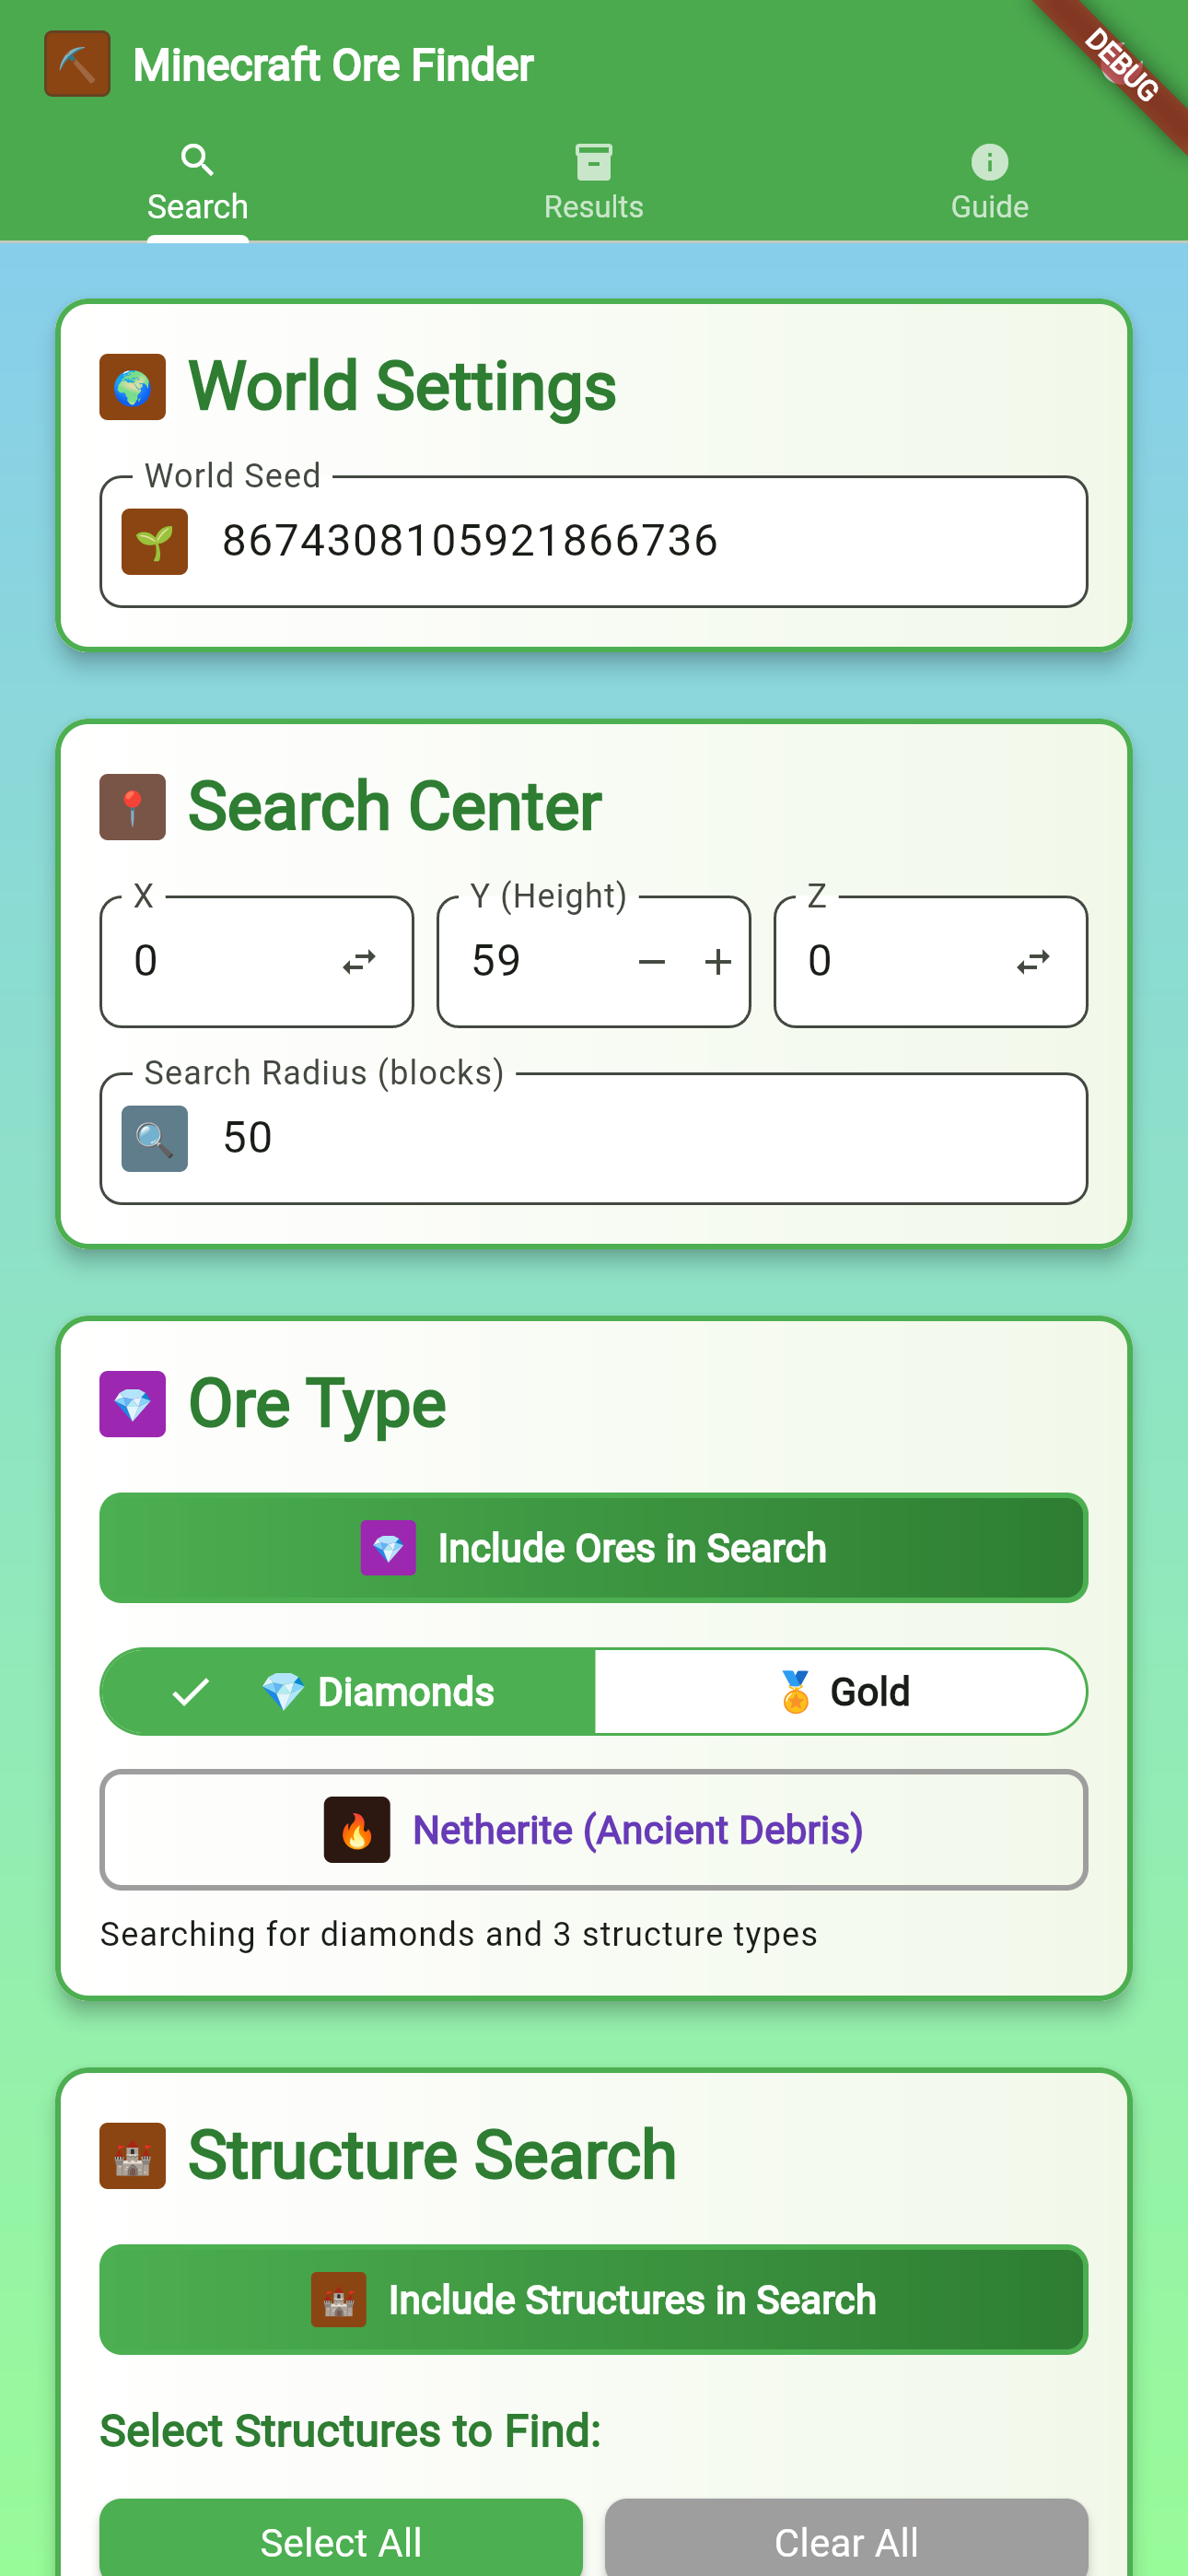 Minecraft Ore Finder
DEBUG
Search
Results
Guide
World Settings
World Seed
8674308105921866736
Search Center
X
Y (Height)
Z
0
59
0
Search Radius (blocks)
50
Ore Type
Include Ores in Search
Diamonds
Gold
Netherite (Ancient Debris)
Searching for diamonds and 3 structure types
Structure Search
Include Structures in Search
Select Structures to Find:
Select All
Clear All